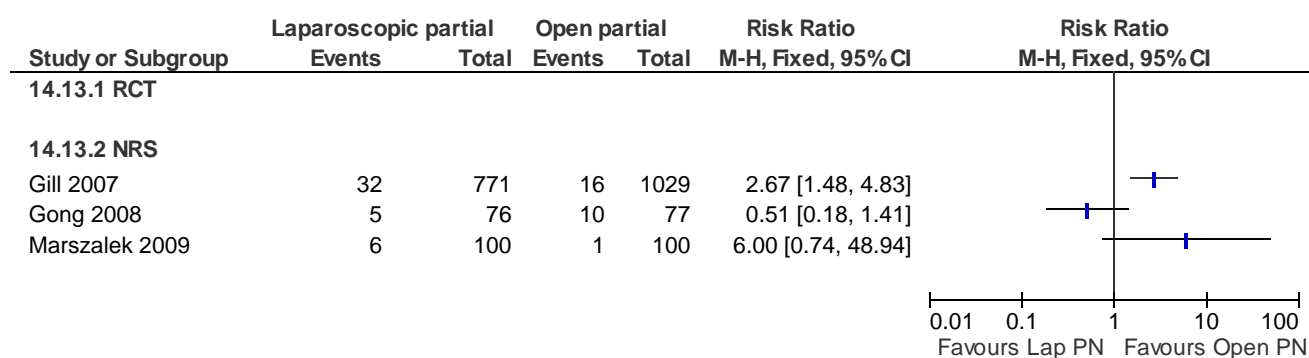 Laparoscopic partial Open partial Risk Ratio Risk Ratio
Study or Subgroup Events Total Events Total M-H, Fixed, 95% CI M-H, Fixed, 95% CI
14.13.1 RCT
14.13.2 NRS
Gill 2007 32 771 16 1029 2.67 [1.48, 4.83]
Gong 2008 5 76 10 77 0.51 [0.18, 1.41]
Marszalek 2009 6 100 1 100 6.00 [0.74, 48.94]
0.01 0.1 1 10 100
Favours Lap PN Favours Open PN